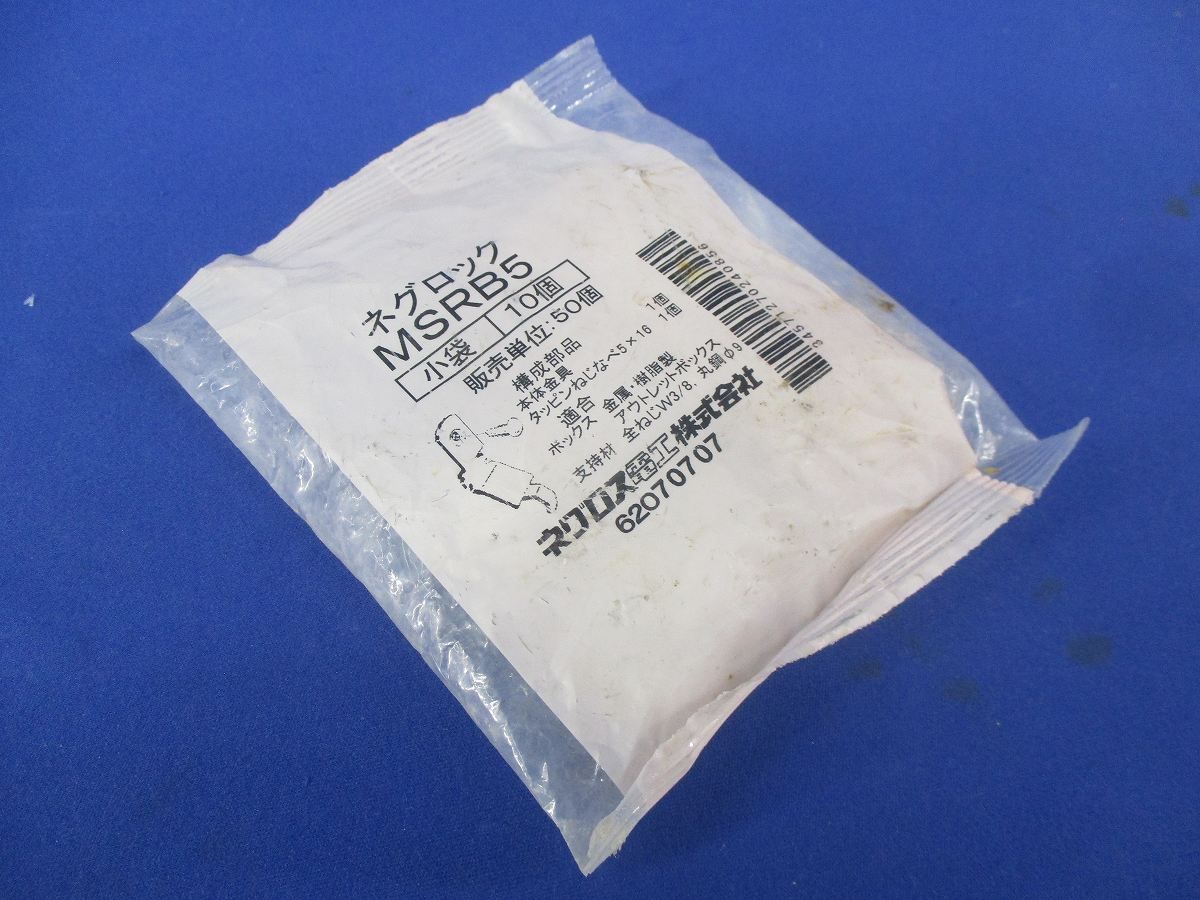 ネグロック
MSRB5
小袋 10個
販売単位:50個
構成部品
本体金具 1個
タッピンねじなべ5×16 1個
適合
ボックス 金属・樹脂製
アウトレットボックス
支持材 全ねじW3/8, 丸鋼φ9
ネグロス電工株式会社
62070707
34571270240856